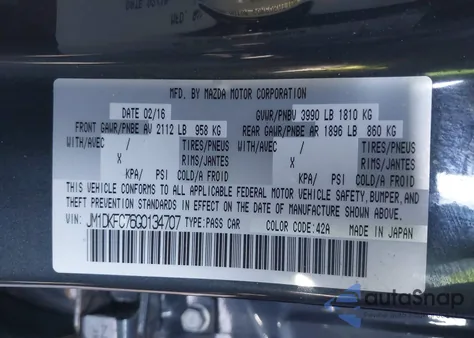 MFD. BY MAZDA MOTOR CORPORATION
DATE 02/16 GVWR/PNBV 3990 LB 1810 KG
FRONT GAWR/PNBE AV 2112 LB 958 KG REAR GAWR/PNBE AR 1896 LB 860 KG
WITH/AVEC / TIRES/PNEUS WITH/AVEC / TIRES/PNEUS
X RIMS/JANTES X RIMS/JANTES
KPA/ PSI COLD/A FROID KPA/ PSI COLD/A FROID
THIS VEHICLE CONFORMS TO ALL APPLICABLE FEDERAL MOTOR VEHICLE SAFETY, BUMPER, AND
THEFT PREVENTION STANDARDS IN EFFECT ON THE DATE OF MANUFACTURE SHOWN ABOVE.
VIN: JM1DKFC76G0134707 TYPE:PASS CAR COLOR CODE:42A MADE IN JAPAN
autoSnap